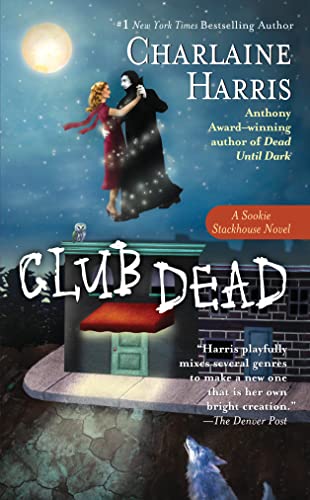 #1 New York Times Bestselling Author
CHARLAINE
HARRIS
Anthony
Award–winning
author of Dead
Until Dark
A Sookie
Stackhouse Novel
CLUB DEAD
"Harris playfully
mixes several genres
to make a new one
that is her own
bright creation."
—The Denver Post